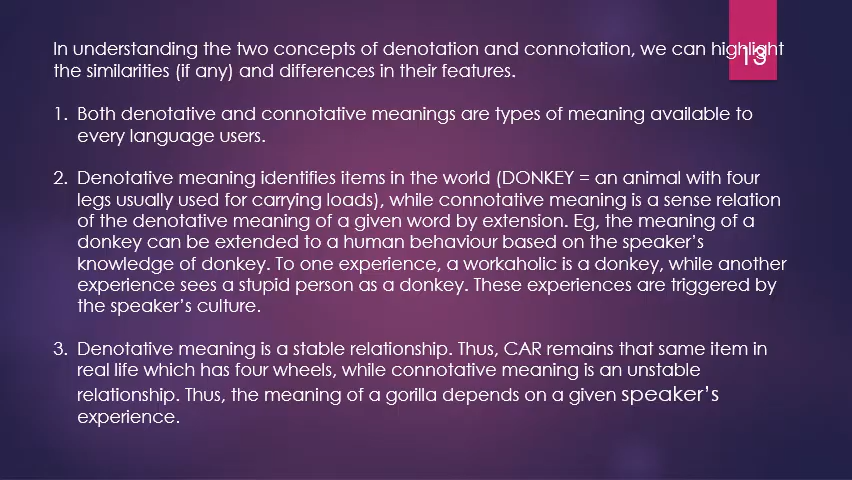 13
In understanding the two concepts of denotation and connotation, we can highlight
the similarities (if any) and differences in their features.
1. Both denotative and connotative meanings are types of meaning available to
every language users.
2. Denotative meaning identifies items in the world (DONKEY = an animal with four
legs usually used for carrying loads), while connotative meaning is a sense relation
of the denotative meaning of a given word by extension. Eg, the meaning of a
donkey can be extended to a human behaviour based on the speaker's
knowledge of donkey. To one experience, a workaholic is a donkey, while another
experience sees a stupid person as a donkey. These experiences are triggered by
the speaker's culture.
3. Denotative meaning is a stable relationship. Thus, CAR remains that same item in
real life which has four wheels, while connotative meaning is an unstable
relationship. Thus, the meaning of a gorilla depends on a given speaker's
experience.